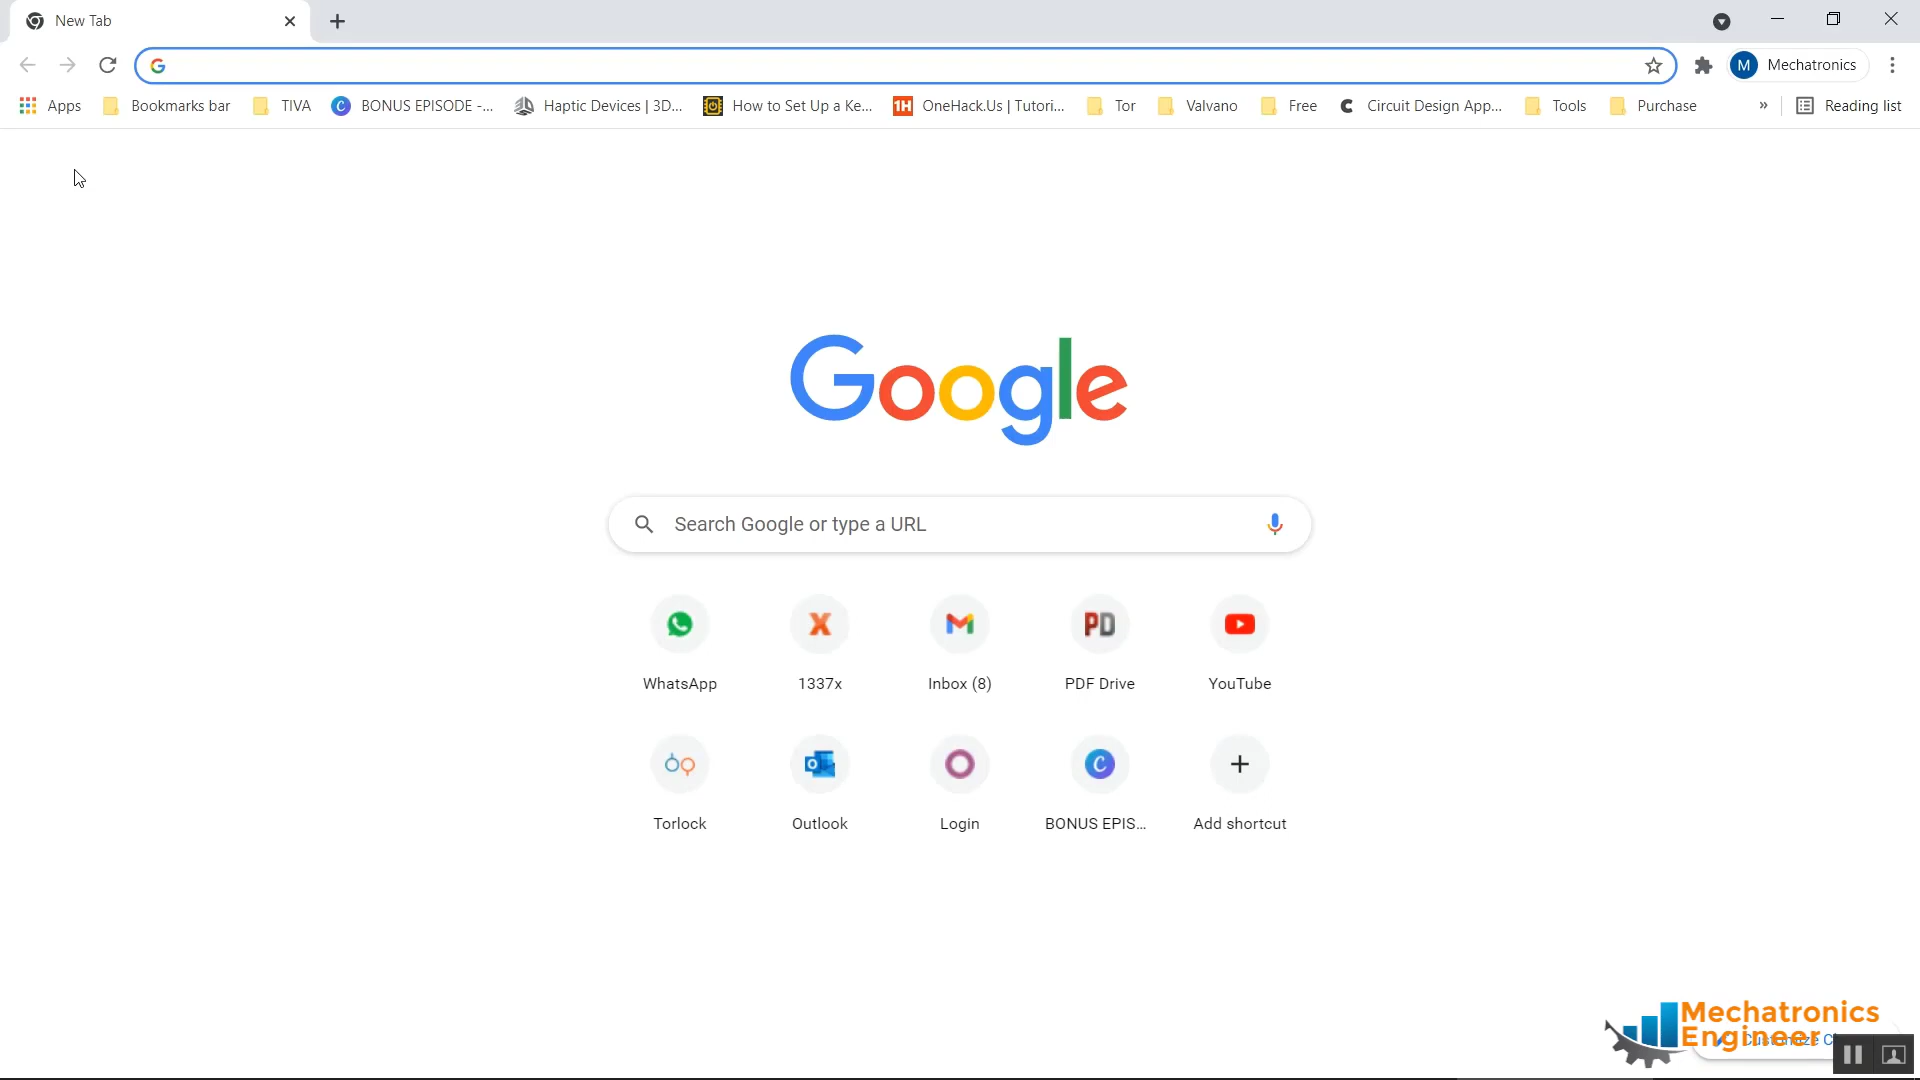 New Tab
M Mechatronics
Apps Bookmarks bar TIVA BONUS EPISODE -... Haptic Devices | 3D... How to Set Up a Ke... 1H OneHack.Us | Tutori... Tor Valvano Free Circuit Design App... Tools Purchase » Reading list
Google
Search Google or type a URL
WhatsApp 1337x Inbox (8) PDF Drive YouTube
Torlock Outlook Login BONUS EPIS... Add shortcut
Mechatronics
Engineer